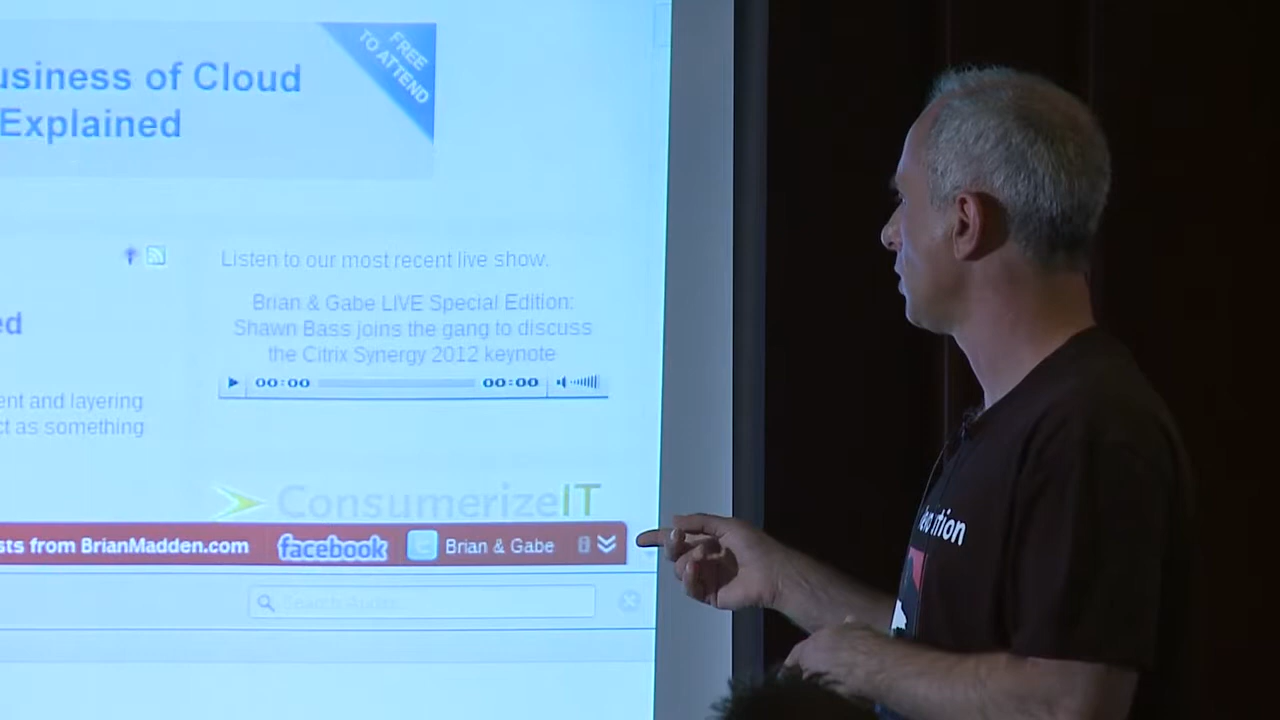 usiness of Cloud
Explained
FREE
TO ATTEND
Listen to our most recent live show.
Brian & Gabe LIVE Special Edition:
Shawn Bass joins the gang to discuss
the Citrix Synergy 2012 keynote
00:00 00:00
ed
ent and layering
ct as something
ConsumerizeIT
sts from BrianMadden.com facebook Brian & Gabe
Search